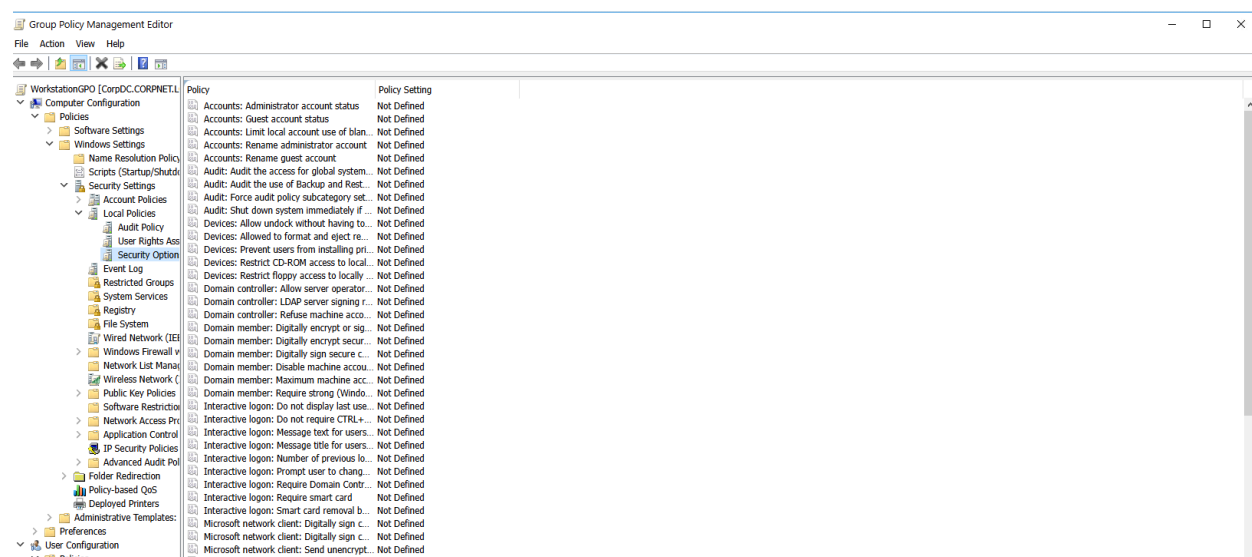 Group Policy Management Editor
File Action View Help
WorkstationGPO [CorpDC.CORPNET.L
Computer Configuration
Policies
Software Settings
Windows Settings
Name Resolution Policy
Scripts (Startup/Shutdo
Security Settings
Account Policies
Local Policies
Audit Policy
User Rights Ass
Security Option
Event Log
Restricted Groups
System Services
Registry
File System
Wired Network (IEE
Windows Firewall w
Network List Manag
Wireless Network (
Public Key Policies
Software Restriction
Network Access Pro
Application Control
IP Security Policies
Advanced Audit Pol
Folder Redirection
Policy-based QoS
Deployed Printers
Administrative Templates:
Preferences
User Configuration
Policy Policy Setting
Accounts: Administrator account status Not Defined
Accounts: Guest account status Not Defined
Accounts: Limit local account use of blan... Not Defined
Accounts: Rename administrator account Not Defined
Accounts: Rename guest account Not Defined
Audit: Audit the access for global system... Not Defined
Audit: Audit the use of Backup and Rest... Not Defined
Audit: Force audit policy subcategory set... Not Defined
Audit: Shut down system immediately if ... Not Defined
Devices: Allow undock without having to... Not Defined
Devices: Allowed to format and eject re... Not Defined
Devices: Prevent users from installing pri... Not Defined
Devices: Restrict CD-ROM access to local... Not Defined
Devices: Restrict floppy access to locally ... Not Defined
Domain controller: Allow server operator... Not Defined
Domain controller: LDAP server signing r... Not Defined
Domain controller: Refuse machine acco... Not Defined
Domain member: Digitally encrypt or sig... Not Defined
Domain member: Digitally encrypt secur... Not Defined
Domain member: Digitally sign secure c... Not Defined
Domain member: Disable machine accou... Not Defined
Domain member: Maximum machine acc... Not Defined
Domain member: Require strong (Windo... Not Defined
Interactive logon: Do not display last use... Not Defined
Interactive logon: Do not require CTRL+... Not Defined
Interactive logon: Message text for users... Not Defined
Interactive logon: Message title for users... Not Defined
Interactive logon: Number of previous lo... Not Defined
Interactive logon: Prompt user to chang... Not Defined
Interactive logon: Require Domain Contr... Not Defined
Interactive logon: Require smart card Not Defined
Interactive logon: Smart card removal b... Not Defined
Microsoft network client: Digitally sign c... Not Defined
Microsoft network client: Digitally sign c... Not Defined
Microsoft network client: Send unencrypt... Not Defined